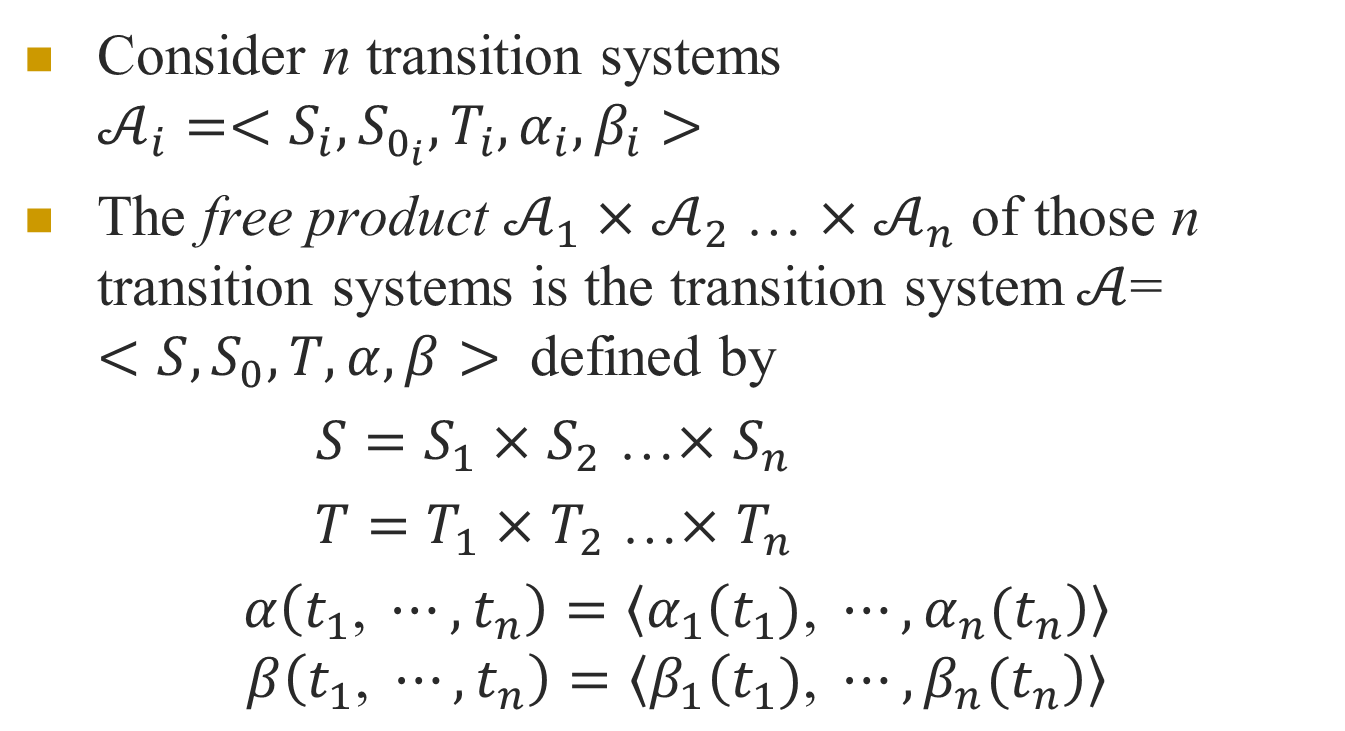 ■ Consider n transition systems
𝒜ᵢ =< Sᵢ, S₀ᵢ, Tᵢ, αᵢ, βᵢ >
■ The free product 𝒜₁ × 𝒜₂ … × 𝒜ₙ of those n
transition systems is the transition system 𝒜=
< S, S₀, T, α, β > defined by
S = S₁ × S₂ …× Sₙ
T = T₁ × T₂ …× Tₙ
α(t₁, ⋯, tₙ) = ⟨α₁(t₁), ⋯, αₙ(tₙ)⟩
β(t₁, ⋯, tₙ) = ⟨β₁(t₁), ⋯, βₙ(tₙ)⟩